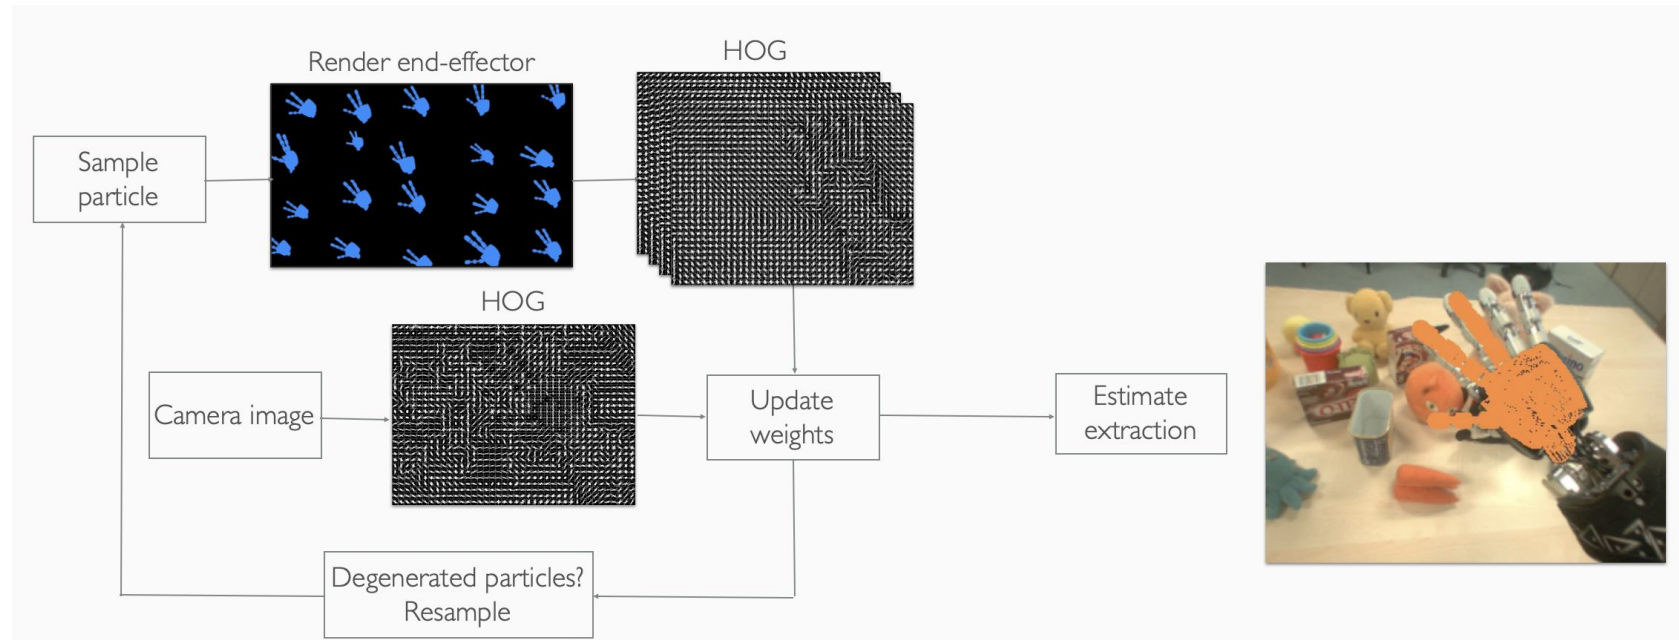 Render end-effector
HOG
Sample
particle
HOG
Camera image
Update
weights
Estimate
extraction
Degenerated particles?
Resample